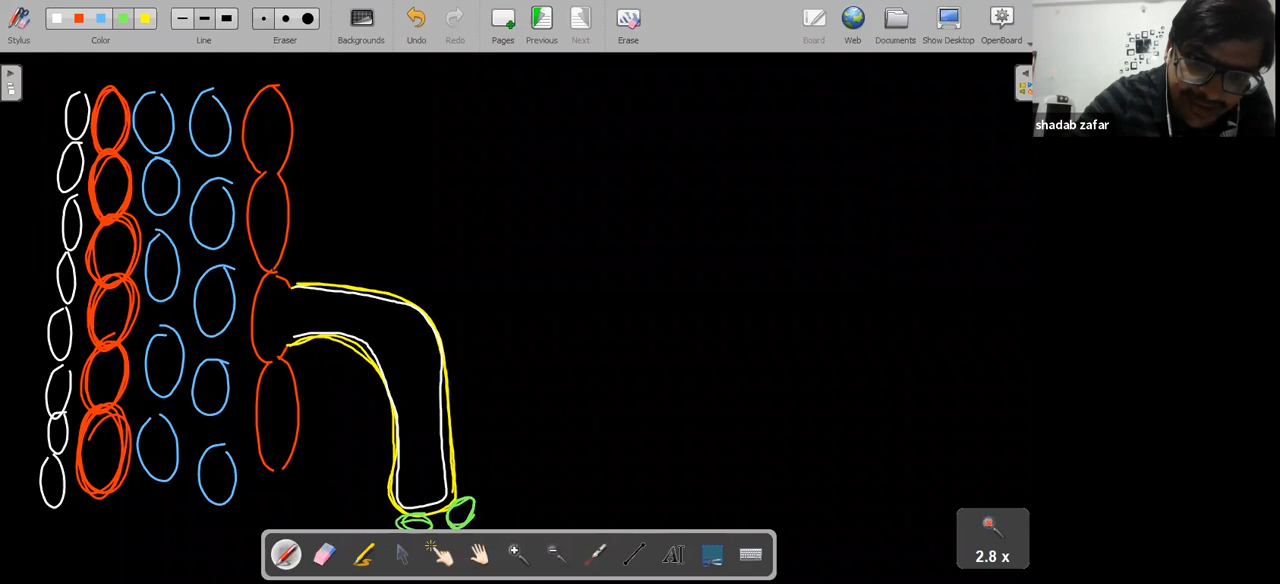 Stylus Color Line Eraser Backgrounds Undo Redo Pages Previous Next Erase Board Web Documents Show Desktop OpenBoard
shadab zafar
AI
2.8 x